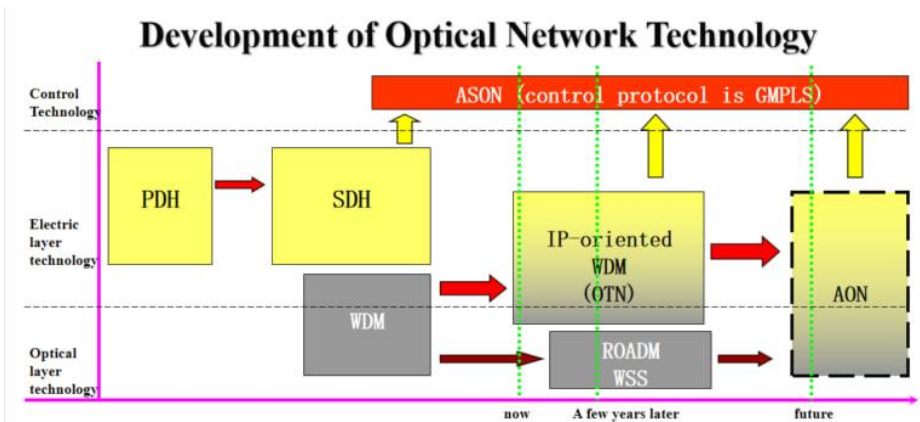 Development of Optical Network Technology
Control
Technology
ASON (control protocol is GMPLS)
PDH
SDH
Electric
layer
technology
IP-oriented
WDM
(OTN)
AON
WDM
Optical
layer
technology
ROADM
WSS
now
A few years later
future